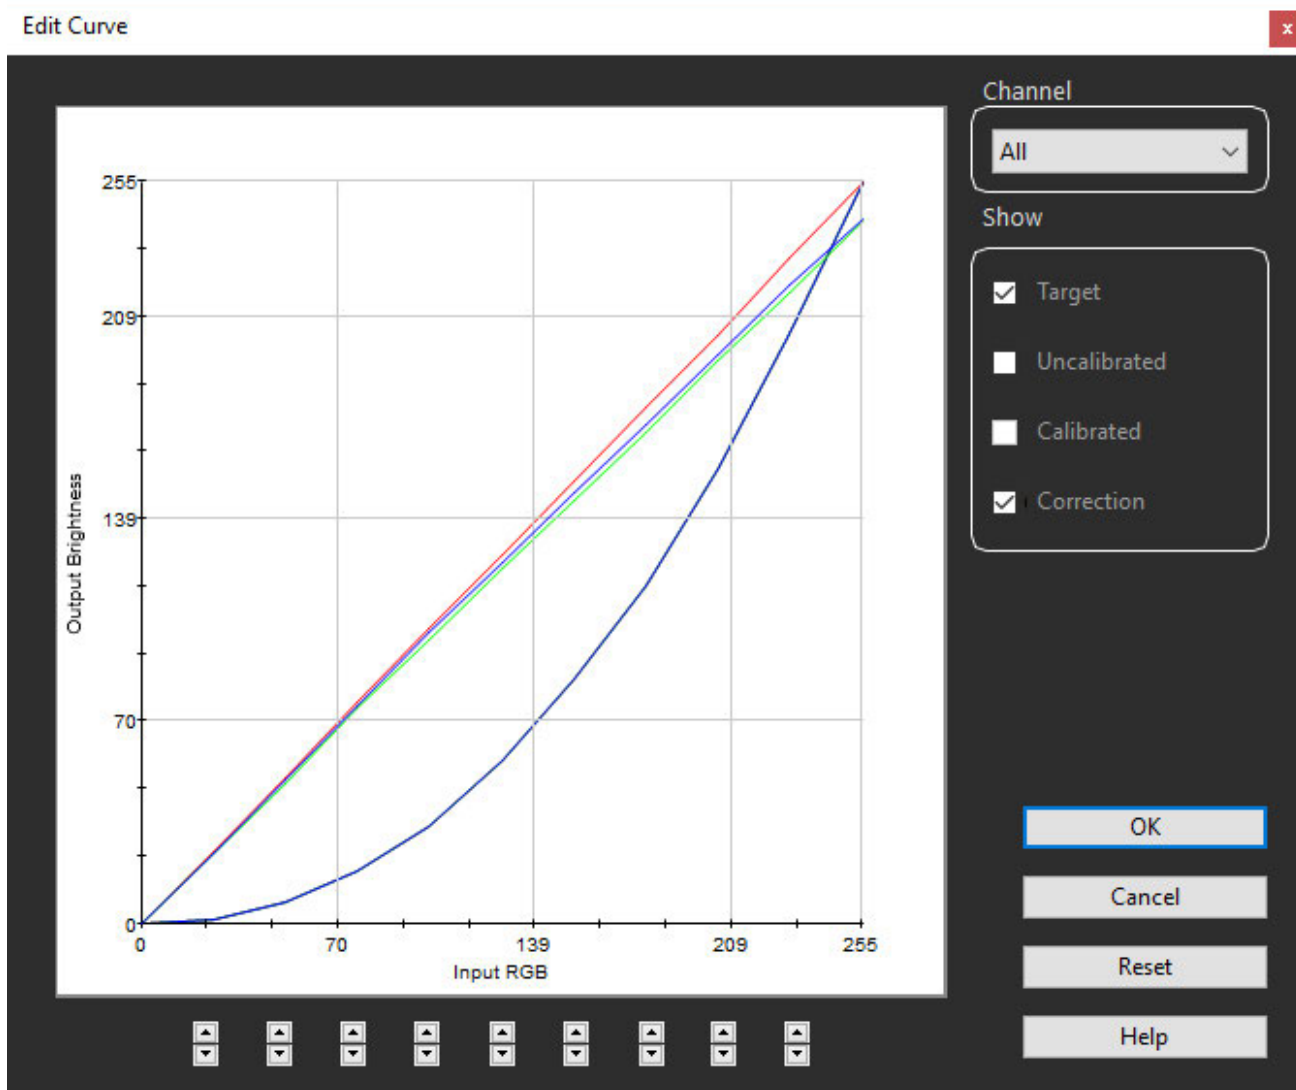 Edit Curve
x
Channel
All
Show
Target
Uncalibrated
Calibrated
Correction
255
209
139
70
0
Output Brightness
0 70 139 209 255
Input RGB
OK
Cancel
Reset
Help